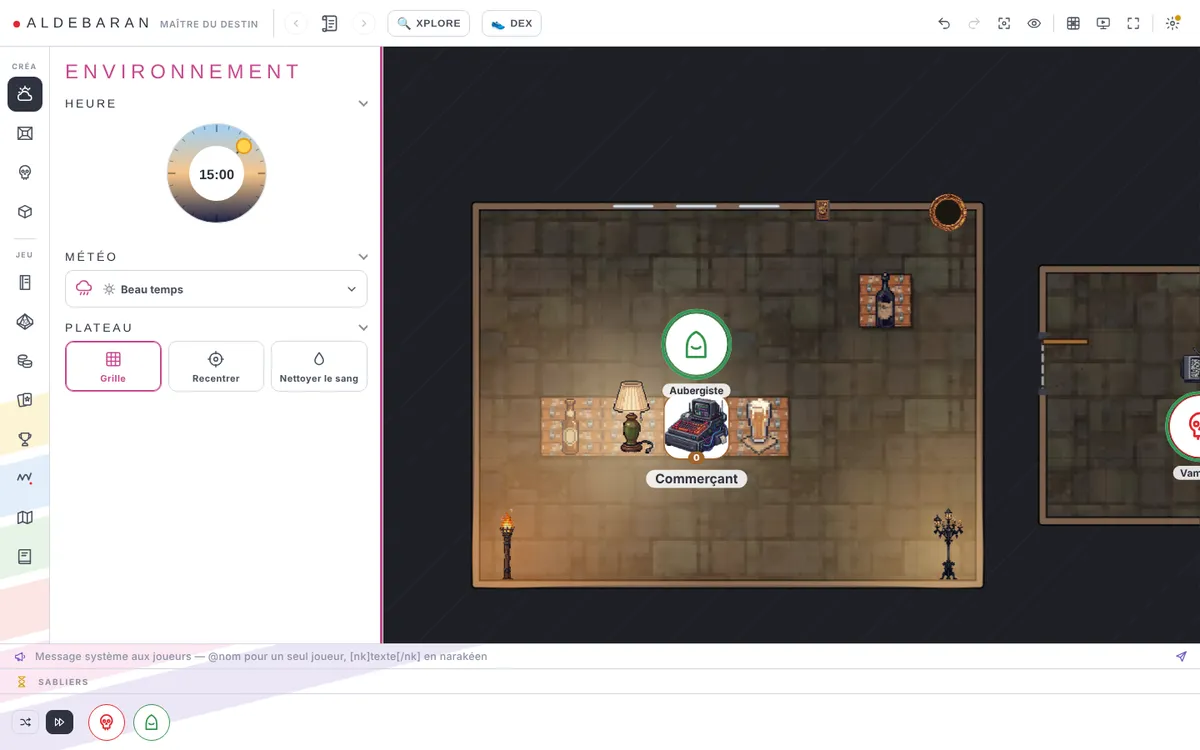 ALDEBARAN MAÎTRE DU DESTIN
XPLORE
DEX
CRÉA
JEU
ENVIRONNEMENT
HEURE
15:00
MÉTÉO
Beau temps
PLATEAU
Grille
Recentrer
Nettoyer le sang
Aubergiste
0
Commerçant
Vam
Message système aux joueurs — @nom pour un seul joueur, [nk]texte[/nk] en narakéen
SABLIERS